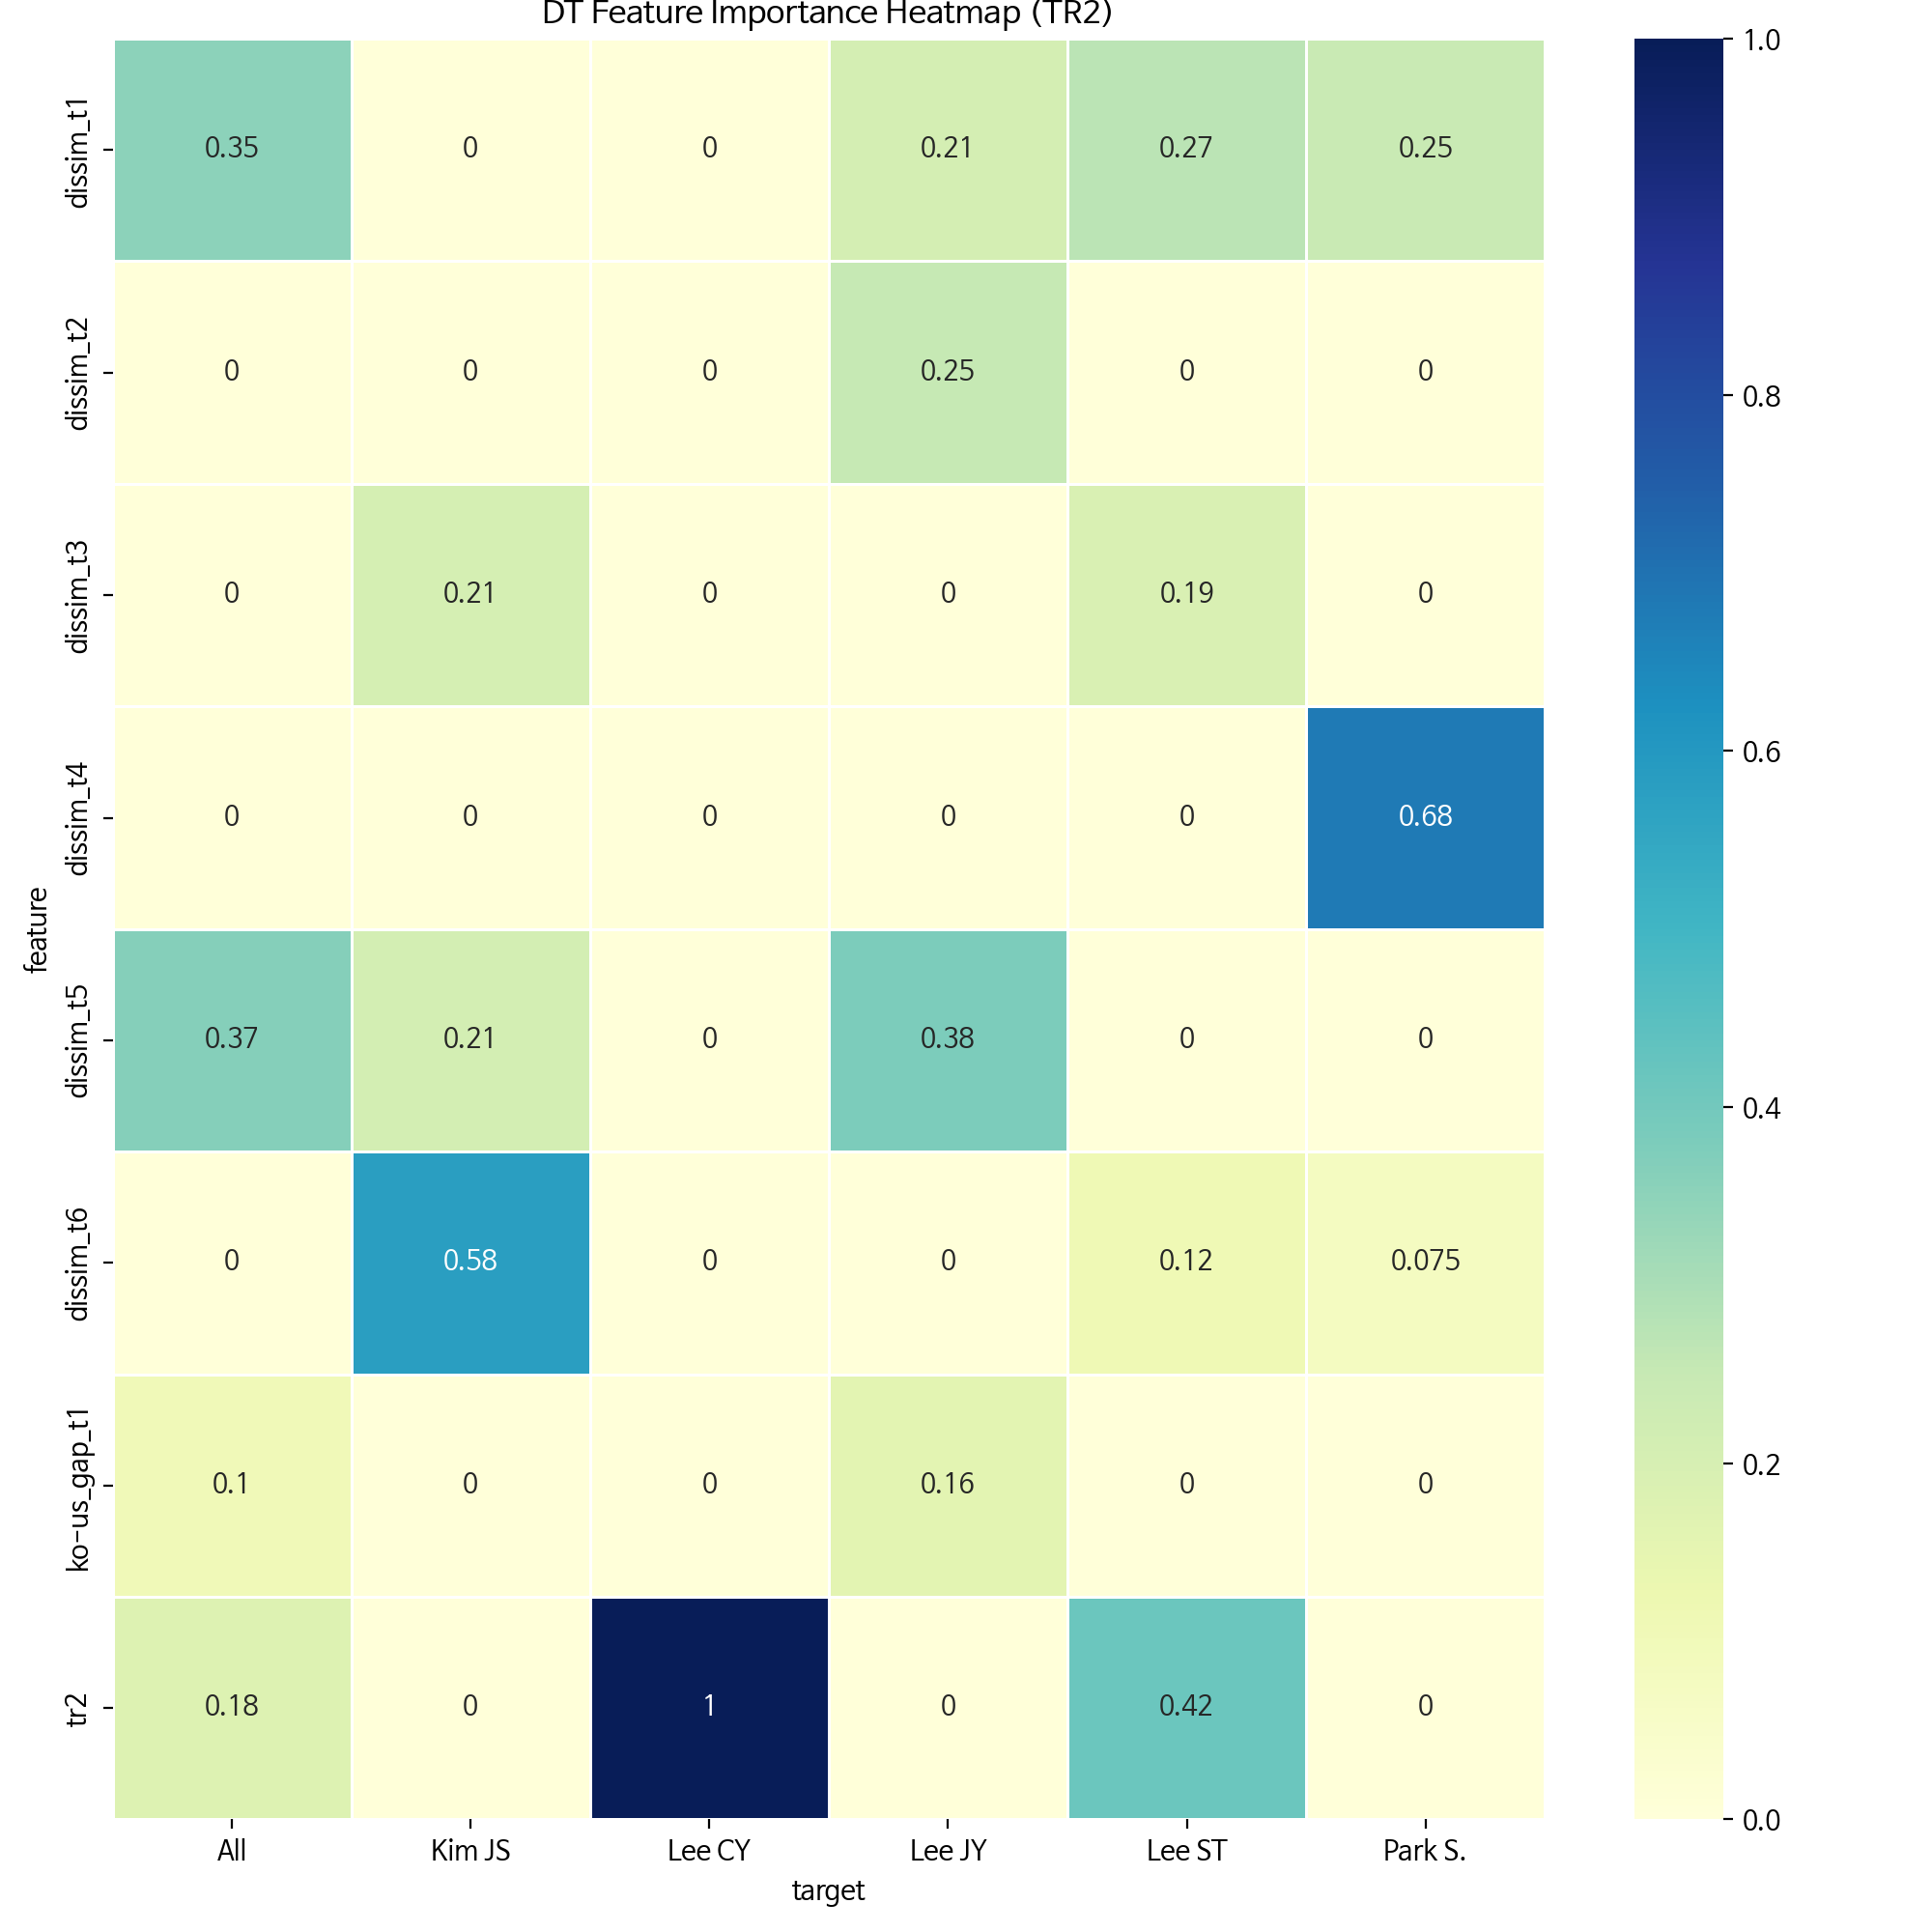 DT Feature Importance Heatmap (TR2)
feature
dissim_t1 0.35 0 0 0.21 0.27 0.25
dissim_t2 0 0 0 0.25 0 0
dissim_t3 0 0.21 0 0 0.19 0
dissim_t4 0 0 0 0 0 0.68
dissim_t5 0.37 0.21 0 0.38 0 0
dissim_t6 0 0.58 0 0 0.12 0.075
ko-us_gap_t1 0.1 0 0 0.16 0 0
tr2 0.18 0 1 0 0.42 0
All Kim JS Lee CY Lee JY Lee ST Park S.
target
1.0
0.8
0.6
0.4
0.2
0.0